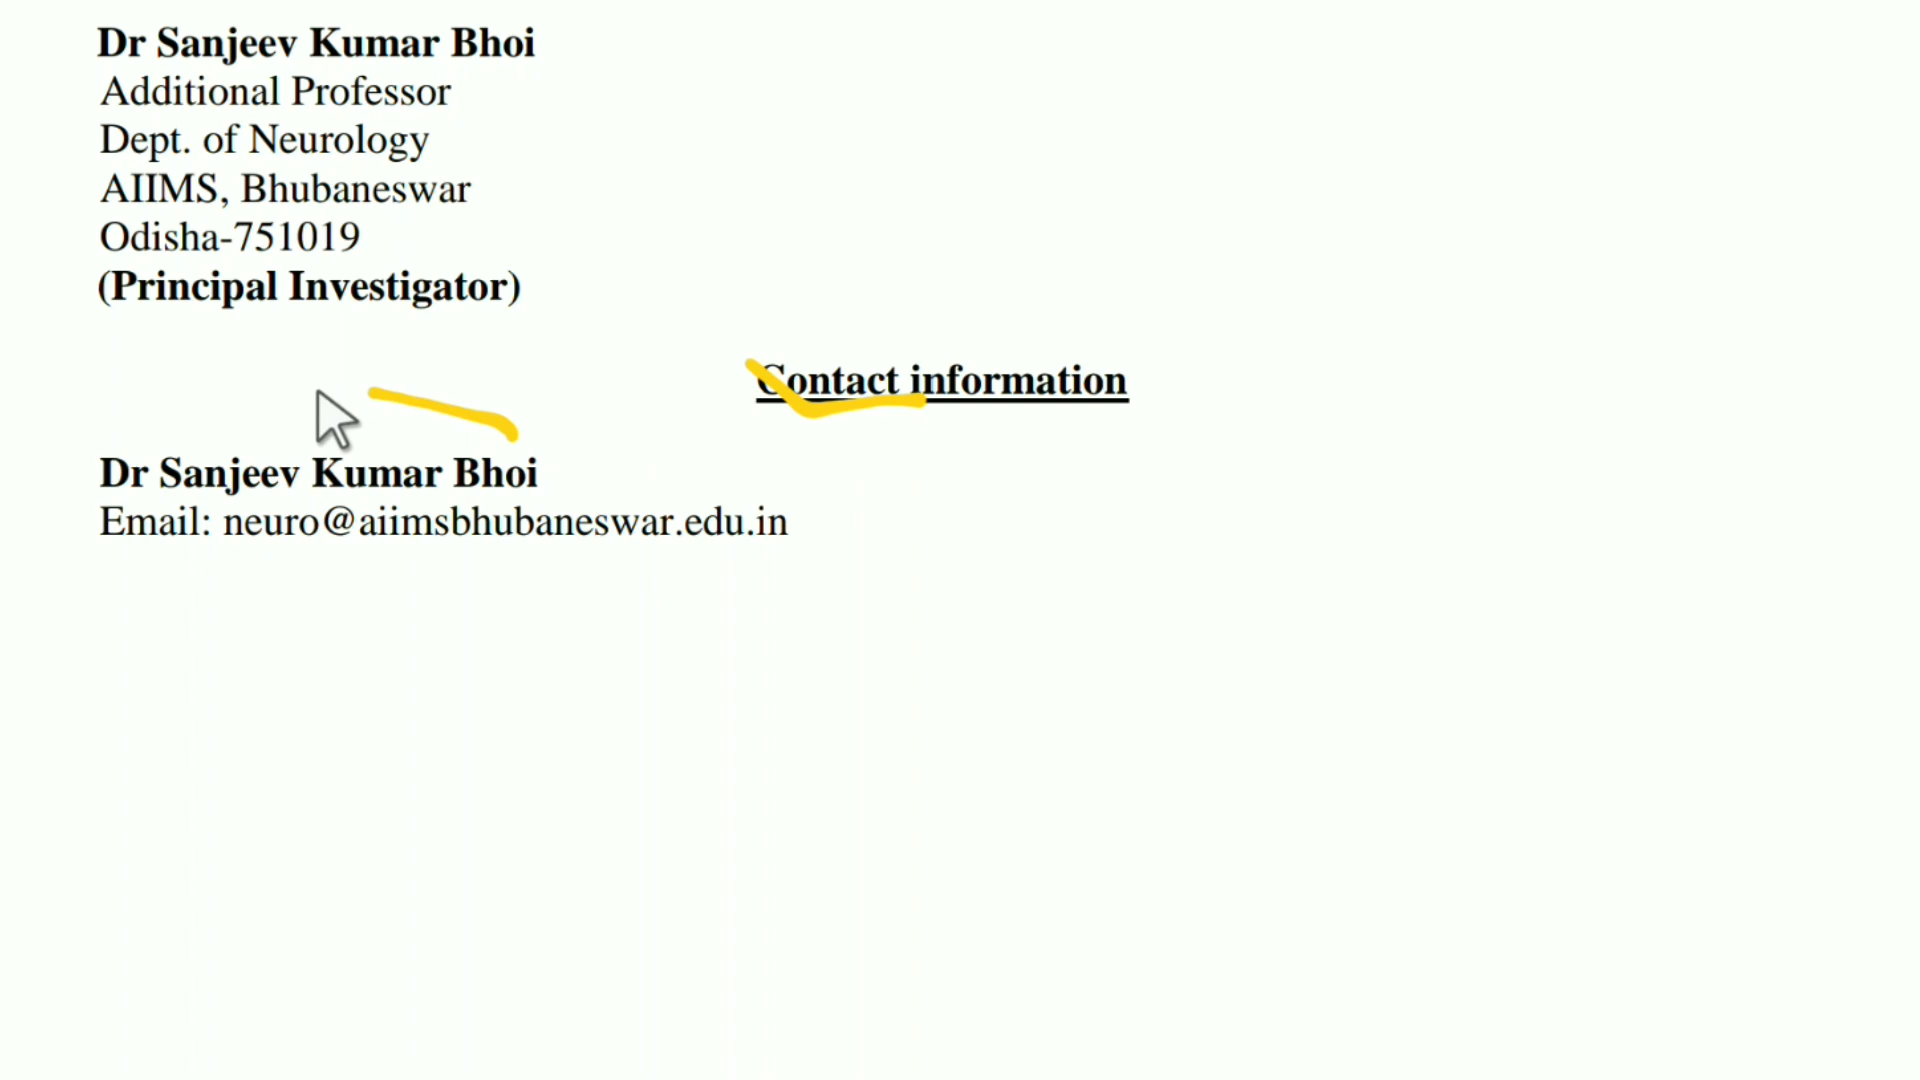 Dr Sanjeev Kumar Bhoi
Additional Professor
Dept. of Neurology
AIIMS, Bhubaneswar
Odisha-751019
(Principal Investigator)
Contact information
Dr Sanjeev Kumar Bhoi
Email: neuro@aiimsbhubaneswar.edu.in